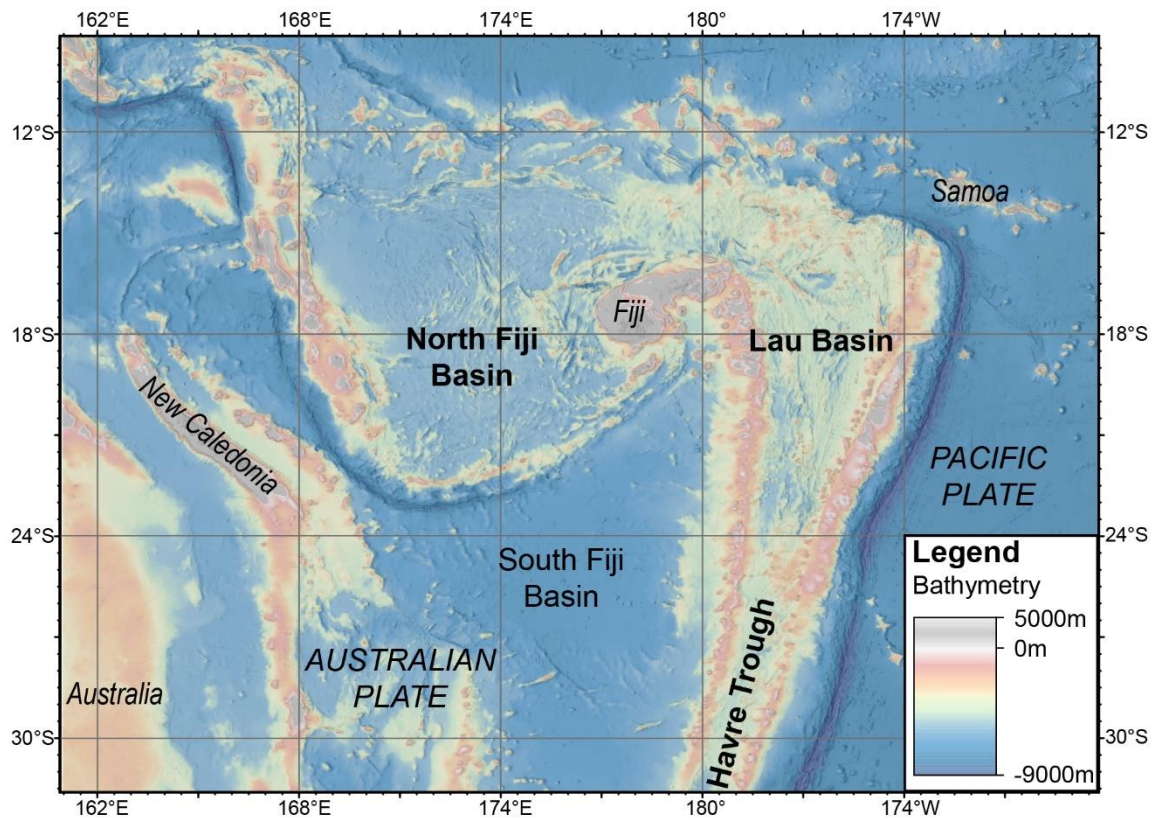 162°E 168°E 174°E 180° 174°W
12°S 12°S
Samoa
Fiji
18°S 18°S
North Fiji
Basin
Lau Basin
New Caledonia
PACIFIC
PLATE
24°S 24°S
South Fiji
Basin
AUSTRALIAN
PLATE
Australia
Havre Trough
30°S 30°S
Legend
Bathymetry
5000m
0m
-9000m
162°E 168°E 174°E 180° 174°W